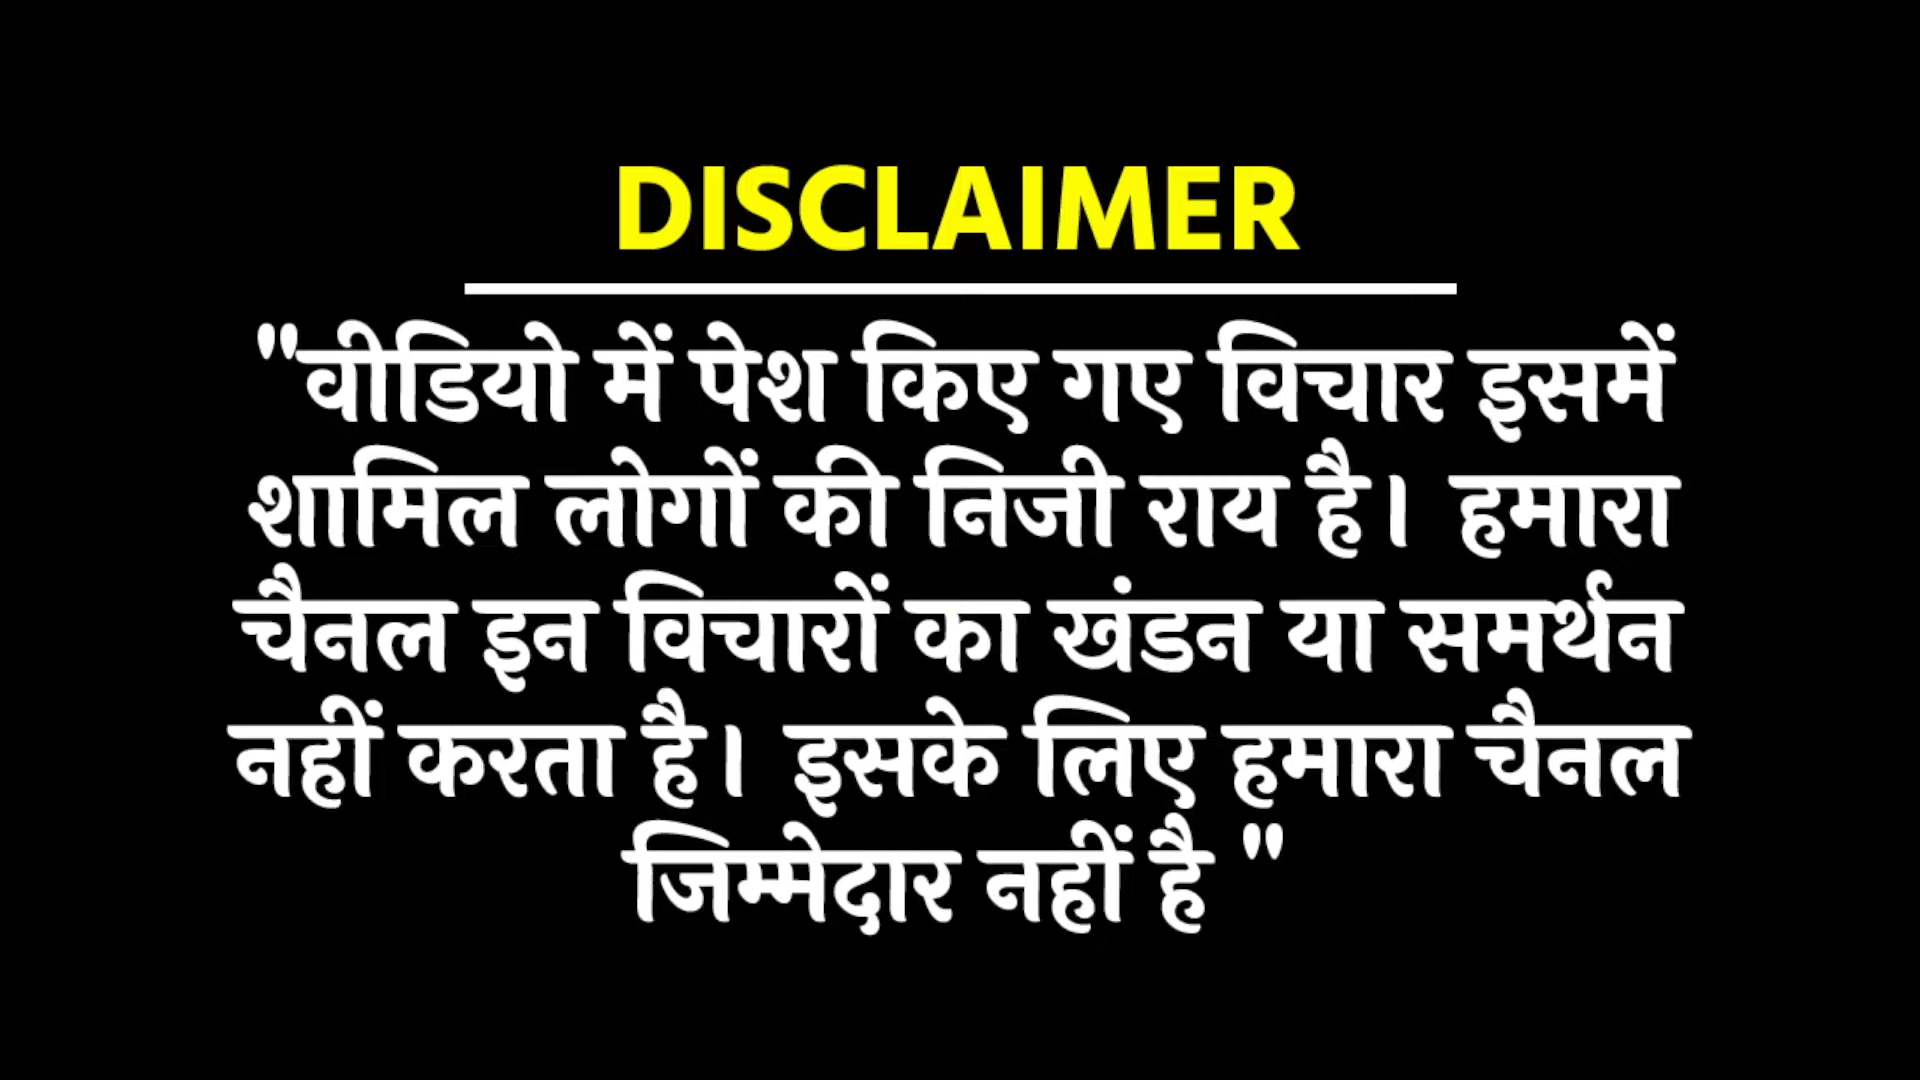 DISCLAIMER
"वीडियो में पेश किए गए विचार इसमें
शामिल लोगों की निजी राय है। हमारा
चैनल इन विचारों का खंडन या समर्थन
नहीं करता है। इसके लिए हमारा चैनल
जिम्मेदार नहीं है "